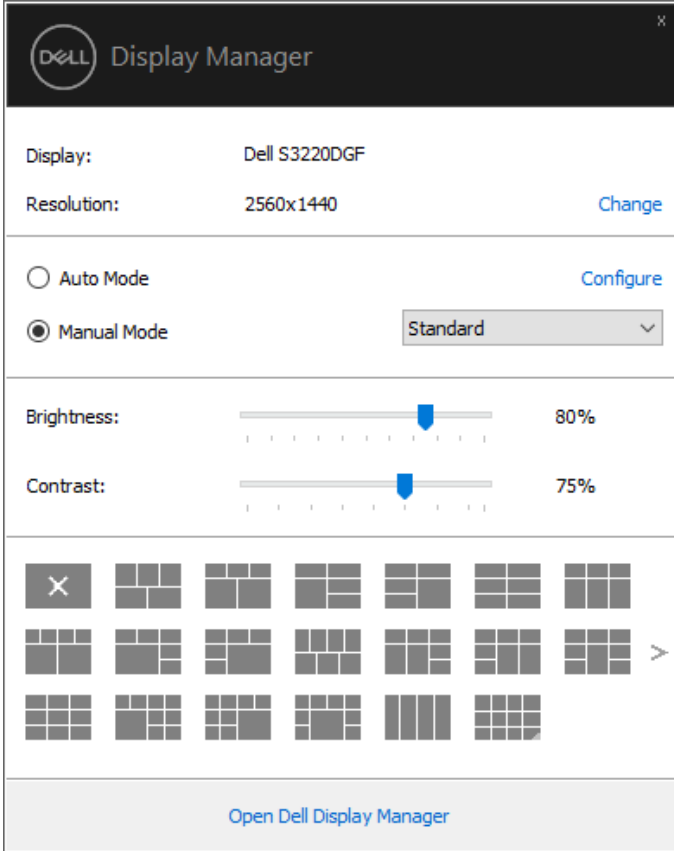 x
DELL Display Manager
Display: Dell S3220DGF
Resolution: 2560x1440 Change
Auto Mode Configure
Manual Mode Standard
Brightness: 80%
Contrast: 75%
>
Open Dell Display Manager